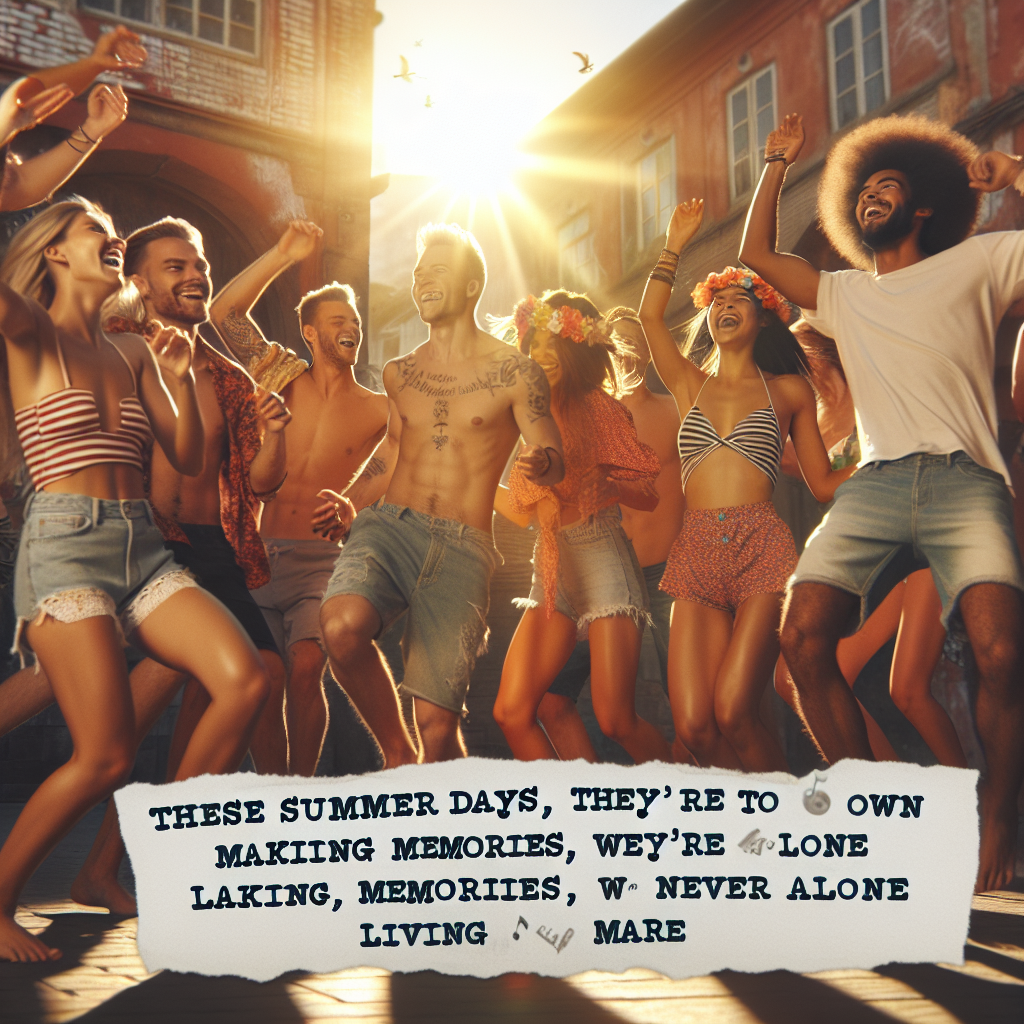 THESE SUMMER DAYS, THEY'RE TO OWN
MAKIING MEMORIES, WEY'RE LONE
LAKING, MEMORIIES, W NEVER ALONE
LIVING MARE